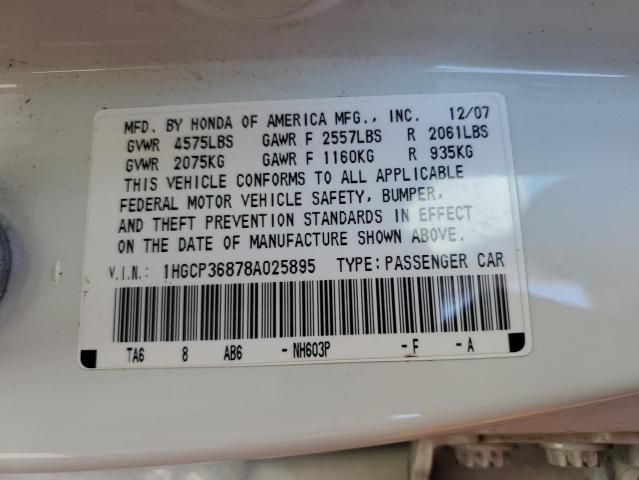 MFD. BY HONDA OF AMERICA MFG., INC. 12/07
GVWR 4575LBS GAWR F 2557LBS R 2061LBS
GVWR 2075KG GAWR F 1160KG R 935KG
THIS VEHICLE CONFORMS TO ALL APPLICABLE
FEDERAL MOTOR VEHICLE SAFETY, BUMPER,
AND THEFT PREVENTION STANDARDS IN EFFECT
ON THE DATE OF MANUFACTURE SHOWN ABOVE.
V.I.N.: 1HGCP36878A025895 TYPE: PASSENGER CAR
TA6 8 AB6 - NH603P - F - A